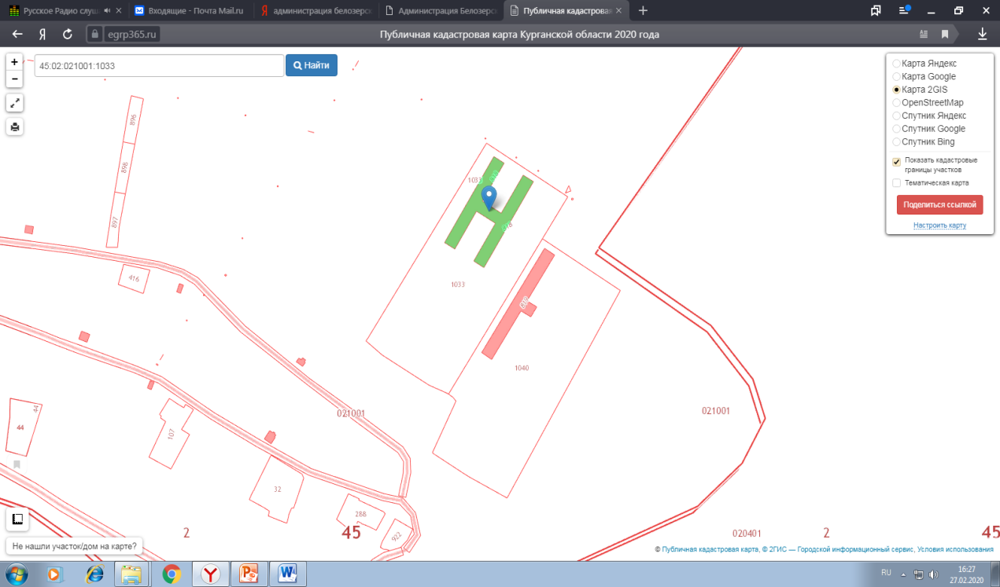 Русское Радио слуш
Входящие - Почта Mail.ru
администрация белозерс
Администрация Белозерс
Публичная кадастровая
egrp365.ru
Публичная кадастровая карта Курганской области 2020 года
45:02:021001:1033
Найти
+
−
Карта Яндекс
Карта Google
Карта 2GIS
OpenStreetMap
Спутник Яндекс
Спутник Google
Спутник Bing
Показать кадастровые
границы участков
Тематическая карта
Поделиться ссылкой
Настроить карту
896
898
897
416
1033
918
1033
1040
021001
021001
44
44
107
32
288
922
2
45
020401
2
45
Не нашли участок/дом на карте?
© Публичная кадастровая карта, © 2ГИС — Городской информационный сервис, Условия использования
RU
16:27
27.02.2020